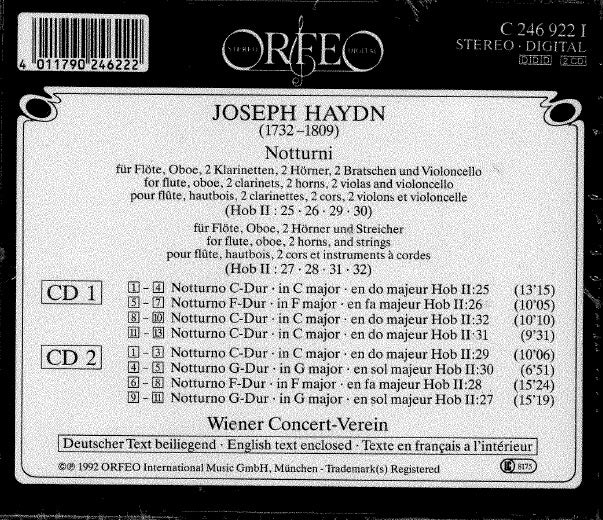 C 246 922 I
STEREO · DIGITAL
DDD 2 CD
4 011790 246222
STEREO ORFEO DIGITAL
JOSEPH HAYDN
(1732–1809)
Notturni
für Flöte, Oboe, 2 Klarinetten, 2 Hörner, 2 Bratschen und Violoncello
for flute, oboe, 2 clarinets, 2 horns, 2 violas and violoncello
pour flûte, hautbois, 2 clarinettes, 2 cors, 2 violons et violoncelle
(Hob II : 25 · 26 · 29 · 30)
für Flöte, Oboe, 2 Hörner und Streicher
for flute, oboe, 2 horns, and strings
pour flûte, hautbois, 2 cors et instruments à cordes
(Hob II : 27 · 28 · 31 · 32)
CD 1
1 – 4 Notturno C-Dur · in C major · en do majeur Hob II:25 (13'15)
5 – 7 Notturno F-Dur · in F major · en fa majeur Hob II:26 (10'05)
8 – 10 Notturno C-Dur · in C major · en do majeur Hob II:32 (10'10)
11 – 13 Notturno C-Dur · in C major · en do majeur Hob II:31 (9'31)
CD 2
1 – 3 Notturno C-Dur · in C major · en do majeur Hob II:29 (10'06)
4 – 5 Notturno G-Dur · in G major · en sol majeur Hob II:30 (6'51)
6 – 8 Notturno F-Dur · in F major · en fa majeur Hob II:28 (15'24)
9 – 11 Notturno G-Dur · in G major · en sol majeur Hob II:27 (15'19)
Wiener Concert-Verein
Deutscher Text beiliegend · English text enclosed · Texte en français a l'intérieur
©℗ 1992 ORFEO International Music GmbH, München · Trademark(s) Registered
LC 8175